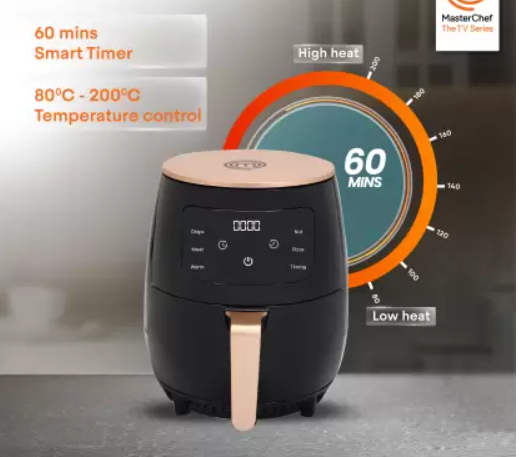 60 mins
Smart Timer
80°C - 200°C
Temperature control
MasterChef
The TV Series
High heat
200
180
160
140
120
100
80
60
MINS
Low heat
Chips
Meat
Warm
Nut
Pizza
Timing